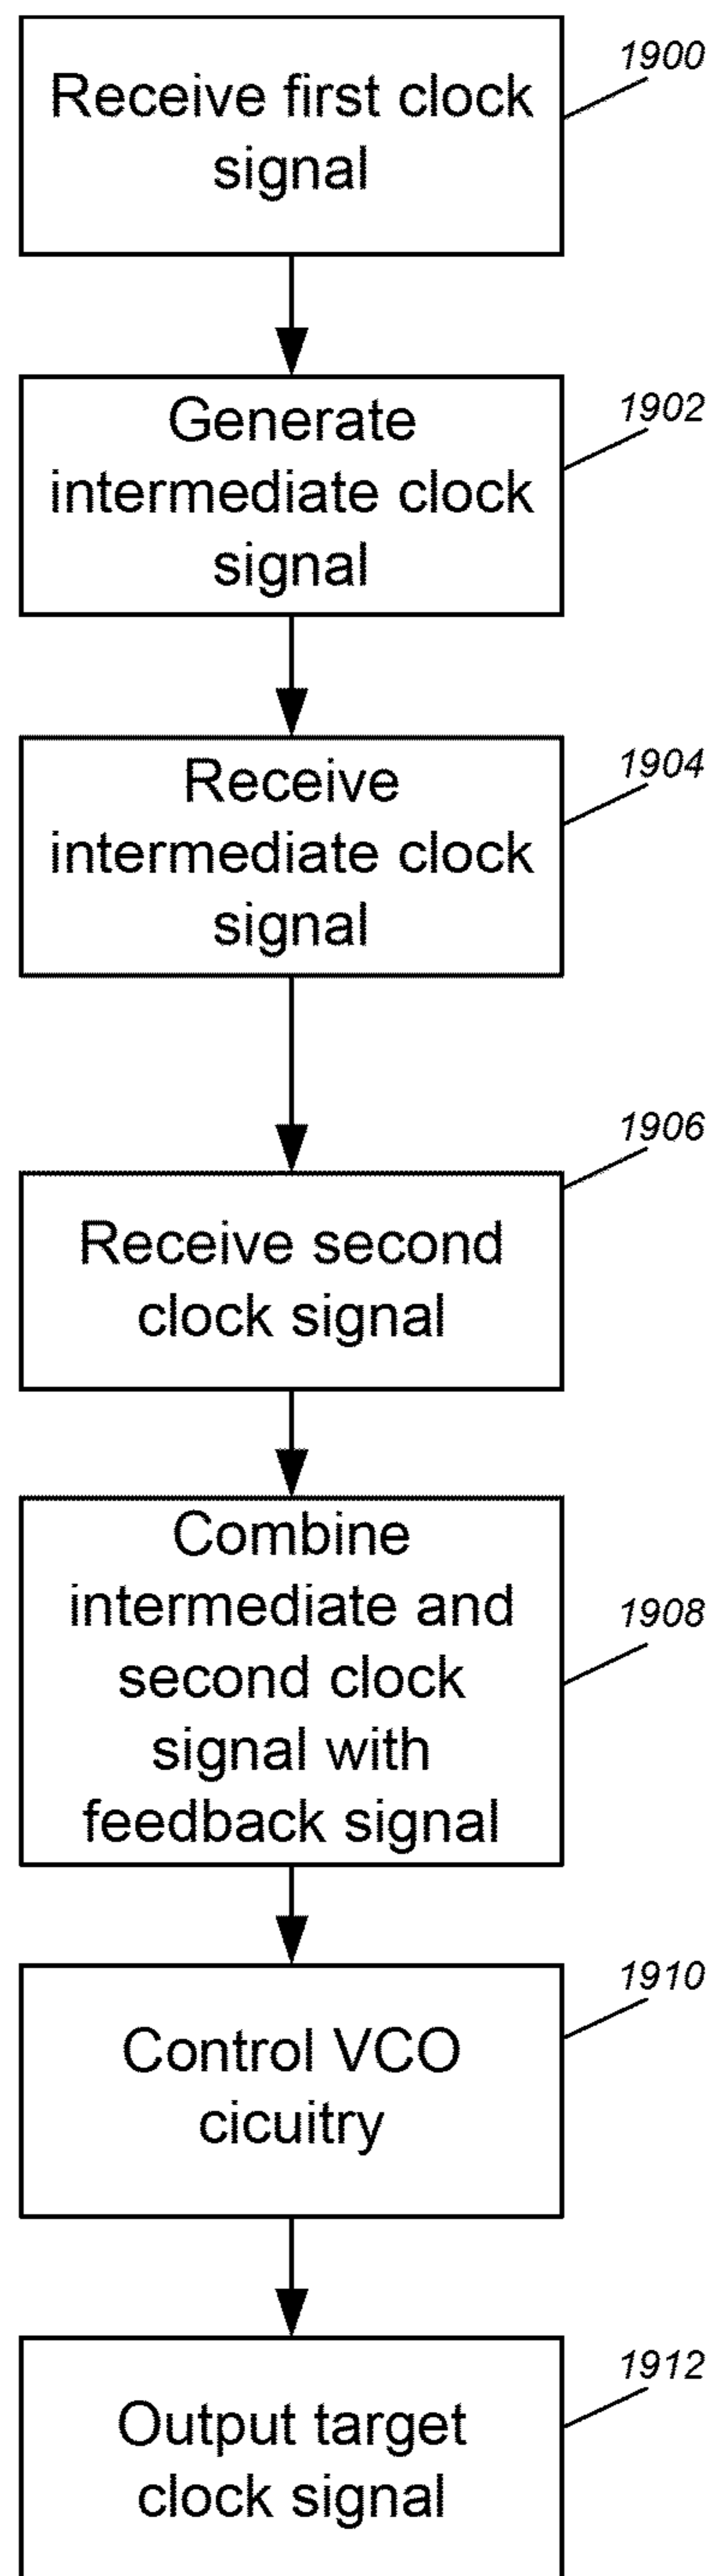 1900
Receive first clock
signal
1902
Generate
intermediate clock
signal
1904
Receive
intermediate clock
signal
1906
Receive second
clock signal
Combine
intermediate and
1908
second clock
signal with
feedback signal
1910
Control VCO
cicuitry
1912
Output target
clock signal